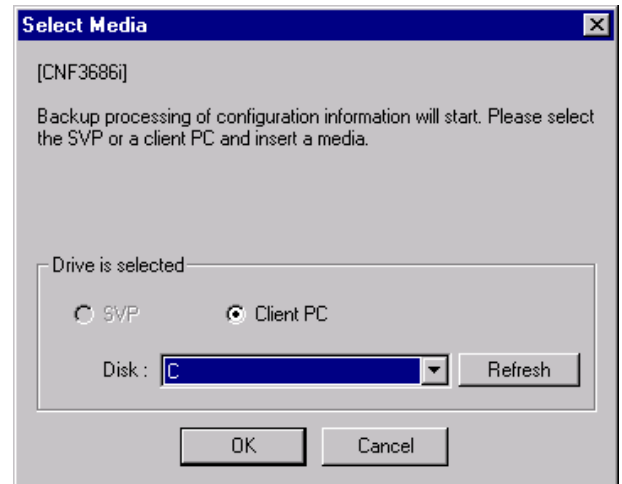 Select Media
[CNF3686i]
Backup processing of configuration information will start. Please select
the SVP or a client PC and insert a media.
Drive is selected
SVP Client PC
Disk : C Refresh
OK Cancel